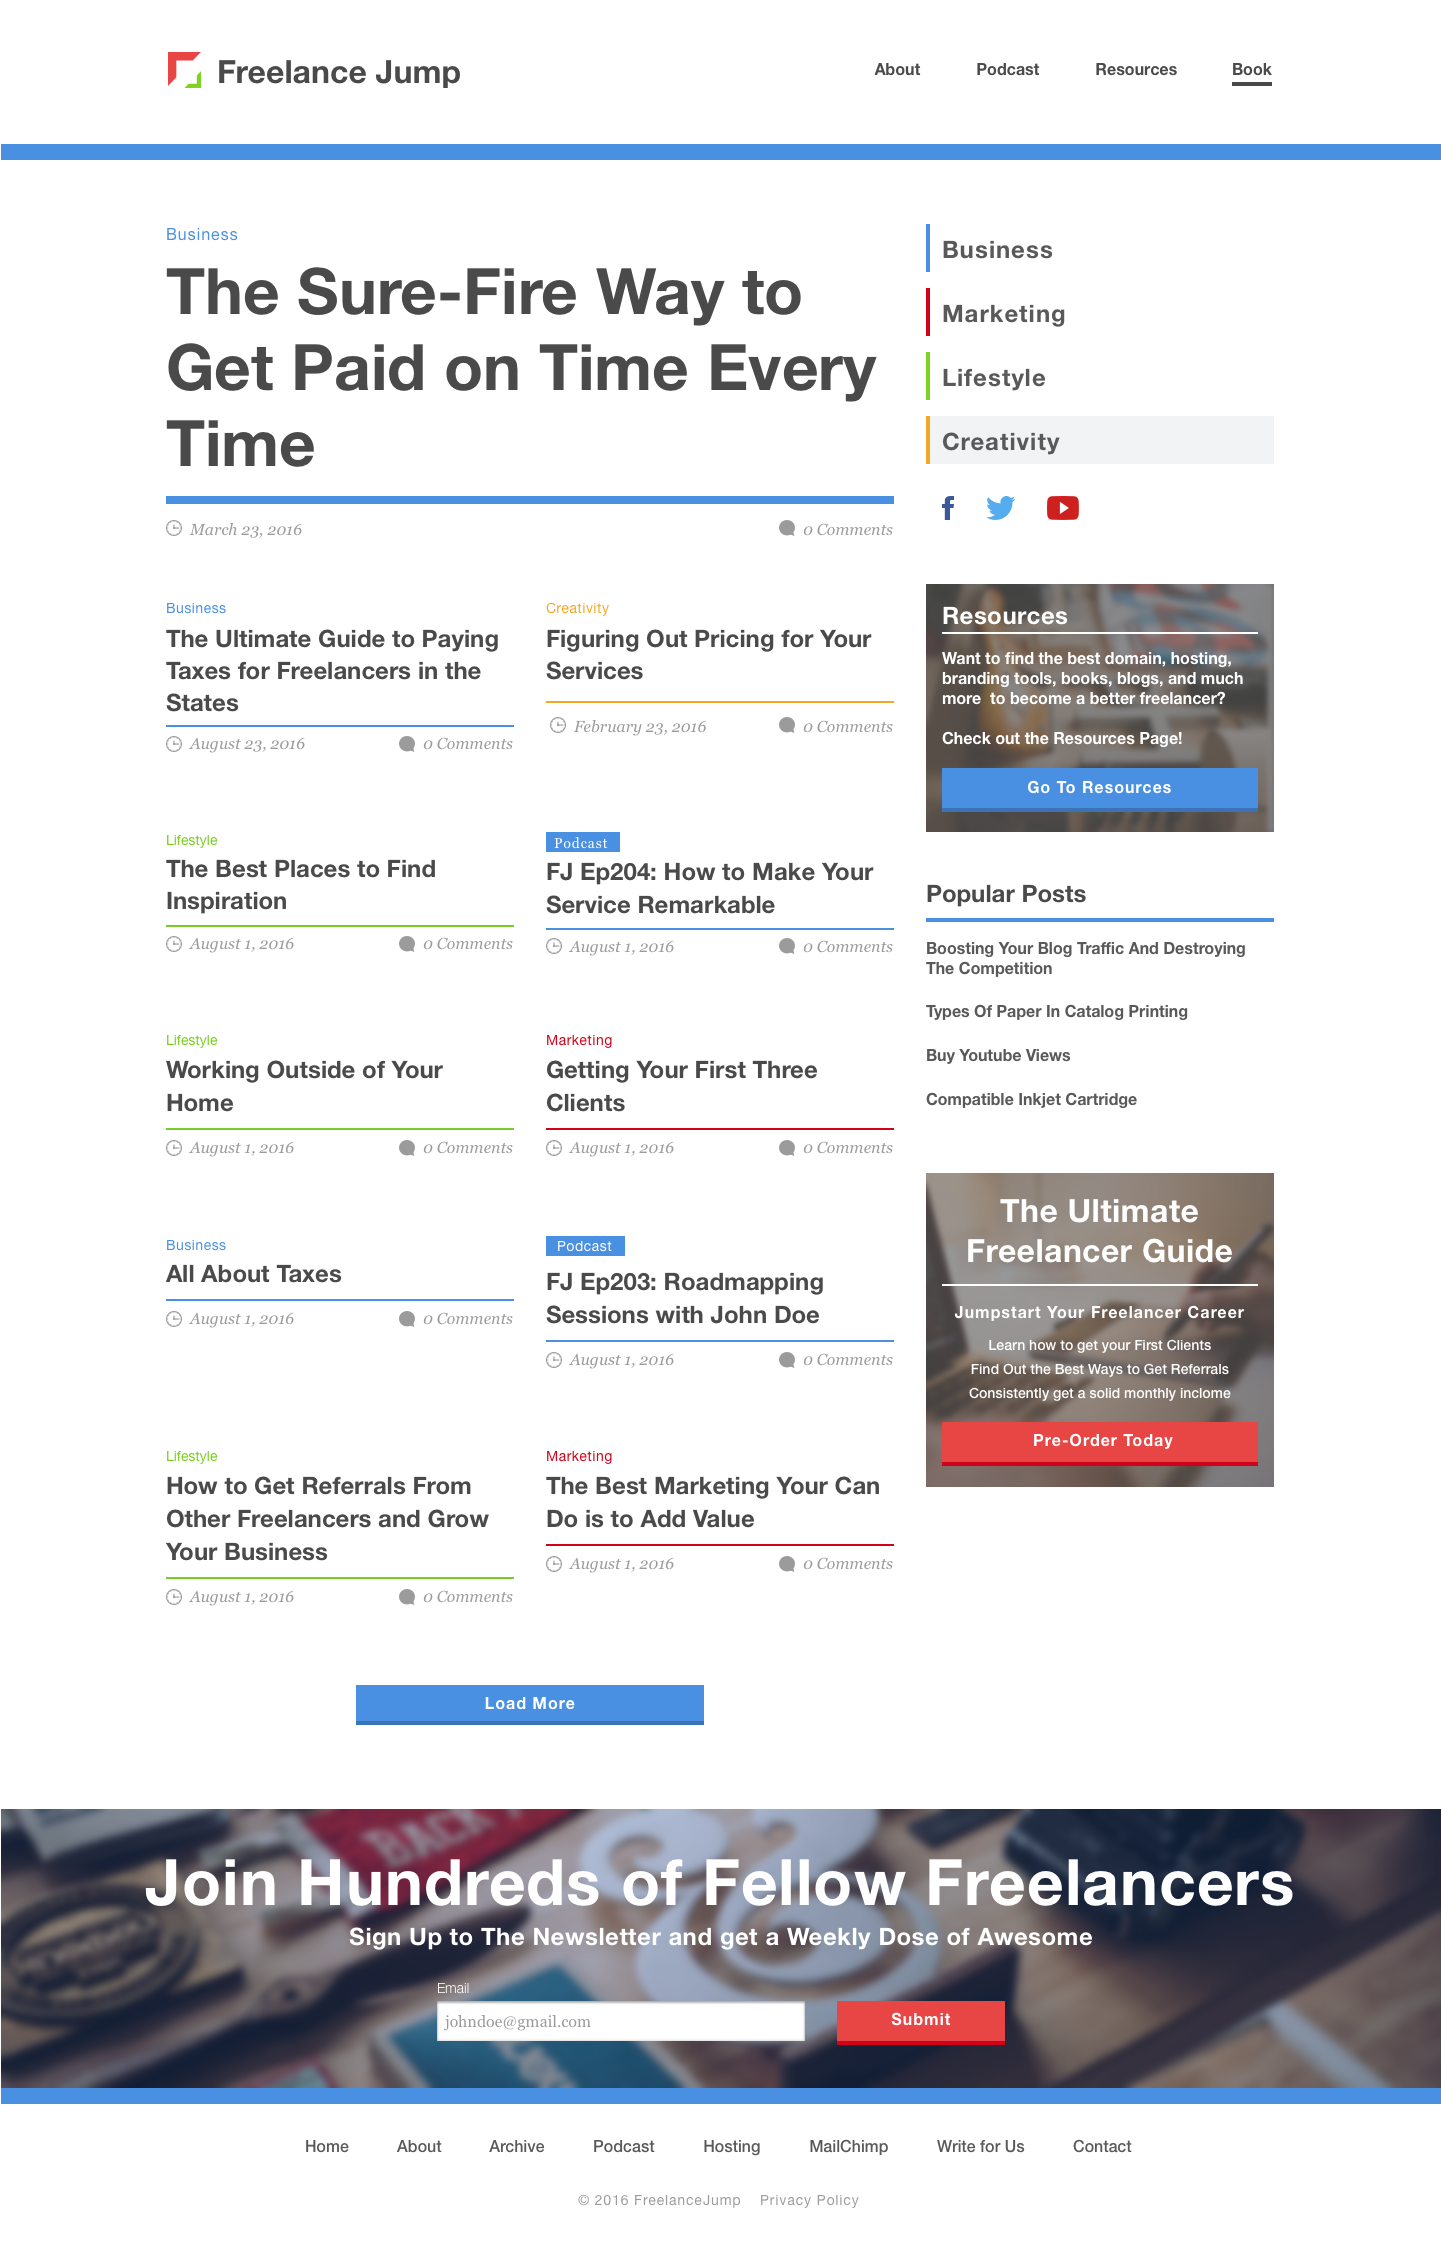 Freelance Jump
About
Podcast
Resources
Book
Business
The Sure-Fire Way to
Get Paid on Time Every
Time
March 23, 2016
0 Comments
Business
The Ultimate Guide to Paying
Taxes for Freelancers in the
States
August 23, 2016
0 Comments
Creativity
Figuring Out Pricing for Your
Services
February 23, 2016
0 Comments
Lifestyle
The Best Places to Find
Inspiration
August 1, 2016
0 Comments
Podcast
FJ Ep204: How to Make Your
Service Remarkable
August 1, 2016
0 Comments
Lifestyle
Working Outside of Your
Home
August 1, 2016
0 Comments
Marketing
Getting Your First Three
Clients
August 1, 2016
0 Comments
Business
All About Taxes
August 1, 2016
0 Comments
Podcast
FJ Ep203: Roadmapping
Sessions with John Doe
August 1, 2016
0 Comments
Lifestyle
How to Get Referrals From
Other Freelancers and Grow
Your Business
August 1, 2016
0 Comments
Marketing
The Best Marketing Your Can
Do is to Add Value
August 1, 2016
0 Comments
Load More
Business
Marketing
Lifestyle
Creativity
Resources
Want to find the best domain, hosting,
branding tools, books, blogs, and much
more to become a better freelancer?
Check out the Resources Page!
Go To Resources
Popular Posts
Boosting Your Blog Traffic And Destroying
The Competition
Types Of Paper In Catalog Printing
Buy Youtube Views
Compatible Inkjet Cartridge
The Ultimate
Freelancer Guide
Jumpstart Your Freelancer Career
Learn how to get your First Clients
Find Out the Best Ways to Get Referrals
Consistently get a solid monthly inclome
Pre-Order Today
BACK
Join Hundreds of Fellow Freelancers
Sign Up to The Newsletter and get a Weekly Dose of Awesome
Email
johndoe@gmail.com
Submit
Home
About
Archive
Podcast
Hosting
MailChimp
Write for Us
Contact
© 2016 FreelanceJump
Privacy Policy